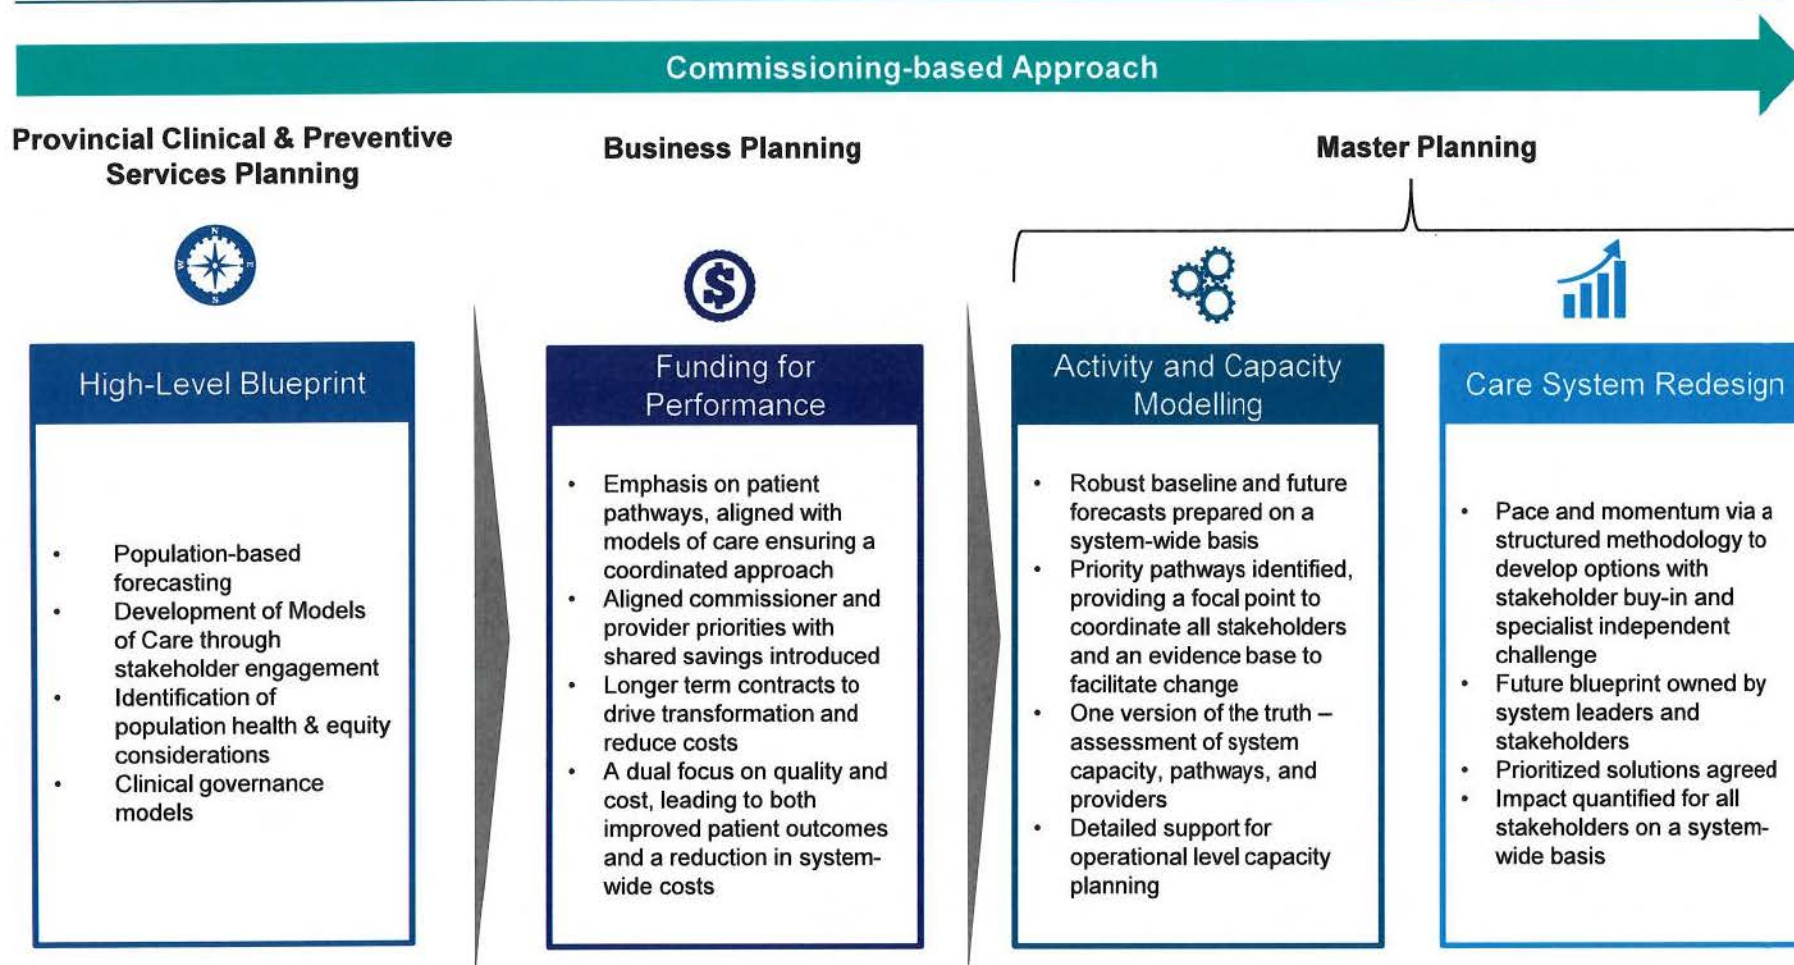 Commissioning-based Approach
Provincial Clinical & Preventive
Services Planning
Business Planning
Master Planning
N
W
E
S
$
High-Level Blueprint
• Population-based
forecasting
• Development of Models
of Care through
stakeholder engagement
• Identification of
population health & equity
considerations
• Clinical governance
models
Funding for
Performance
• Emphasis on patient
pathways, aligned with
models of care ensuring a
coordinated approach
• Aligned commissioner and
provider priorities with
shared savings introduced
• Longer term contracts to
drive transformation and
reduce costs
• A dual focus on quality and
cost, leading to both
improved patient outcomes
and a reduction in system-
wide costs
Activity and Capacity
Modelling
• Robust baseline and future
forecasts prepared on a
system-wide basis
• Priority pathways identified,
providing a focal point to
coordinate all stakeholders
and an evidence base to
facilitate change
• One version of the truth –
assessment of system
capacity, pathways, and
providers
• Detailed support for
operational level capacity
planning
Care System Redesign
• Pace and momentum via a
structured methodology to
develop options with
stakeholder buy-in and
specialist independent
challenge
• Future blueprint owned by
system leaders and
stakeholders
• Prioritized solutions agreed
• Impact quantified for all
stakeholders on a system-
wide basis